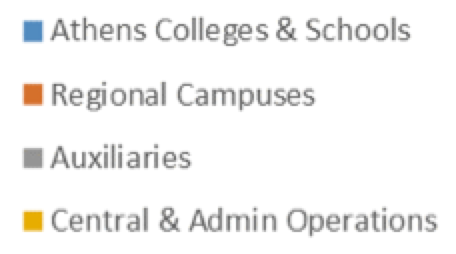 Athens Colleges & Schools
Regional Campuses
Auxiliaries
Central & Admin Operations